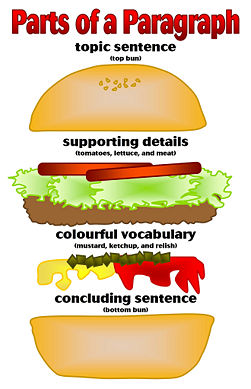 Parts of a Paragraph
topic sentence
(top bun)
supporting details
(tomatoes, lettuce, and meat)
colourful vocabulary
(mustard, ketchup, and relish)
concluding sentence
(bottom bun)